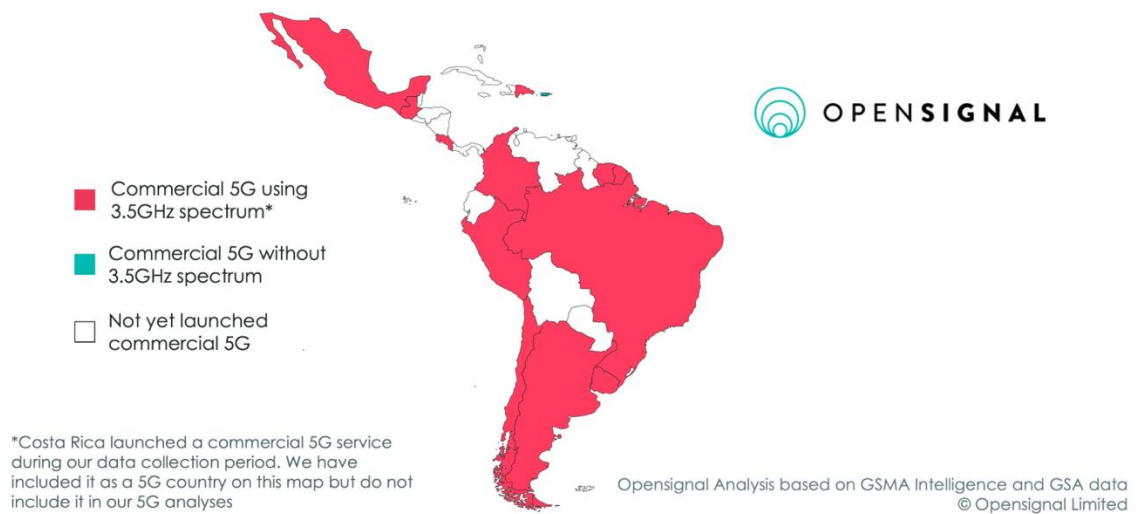 OPENSIGNAL
Commercial 5G using
3.5GHz spectrum*
Commercial 5G without
3.5GHz spectrum
Not yet launched
commercial 5G
*Costa Rica launched a commercial 5G service
during our data collection period. We have
included it as a 5G country on this map but do not
include it in our 5G analyses
Opensignal Analysis based on GSMA Intelligence and GSA data
© Opensignal Limited